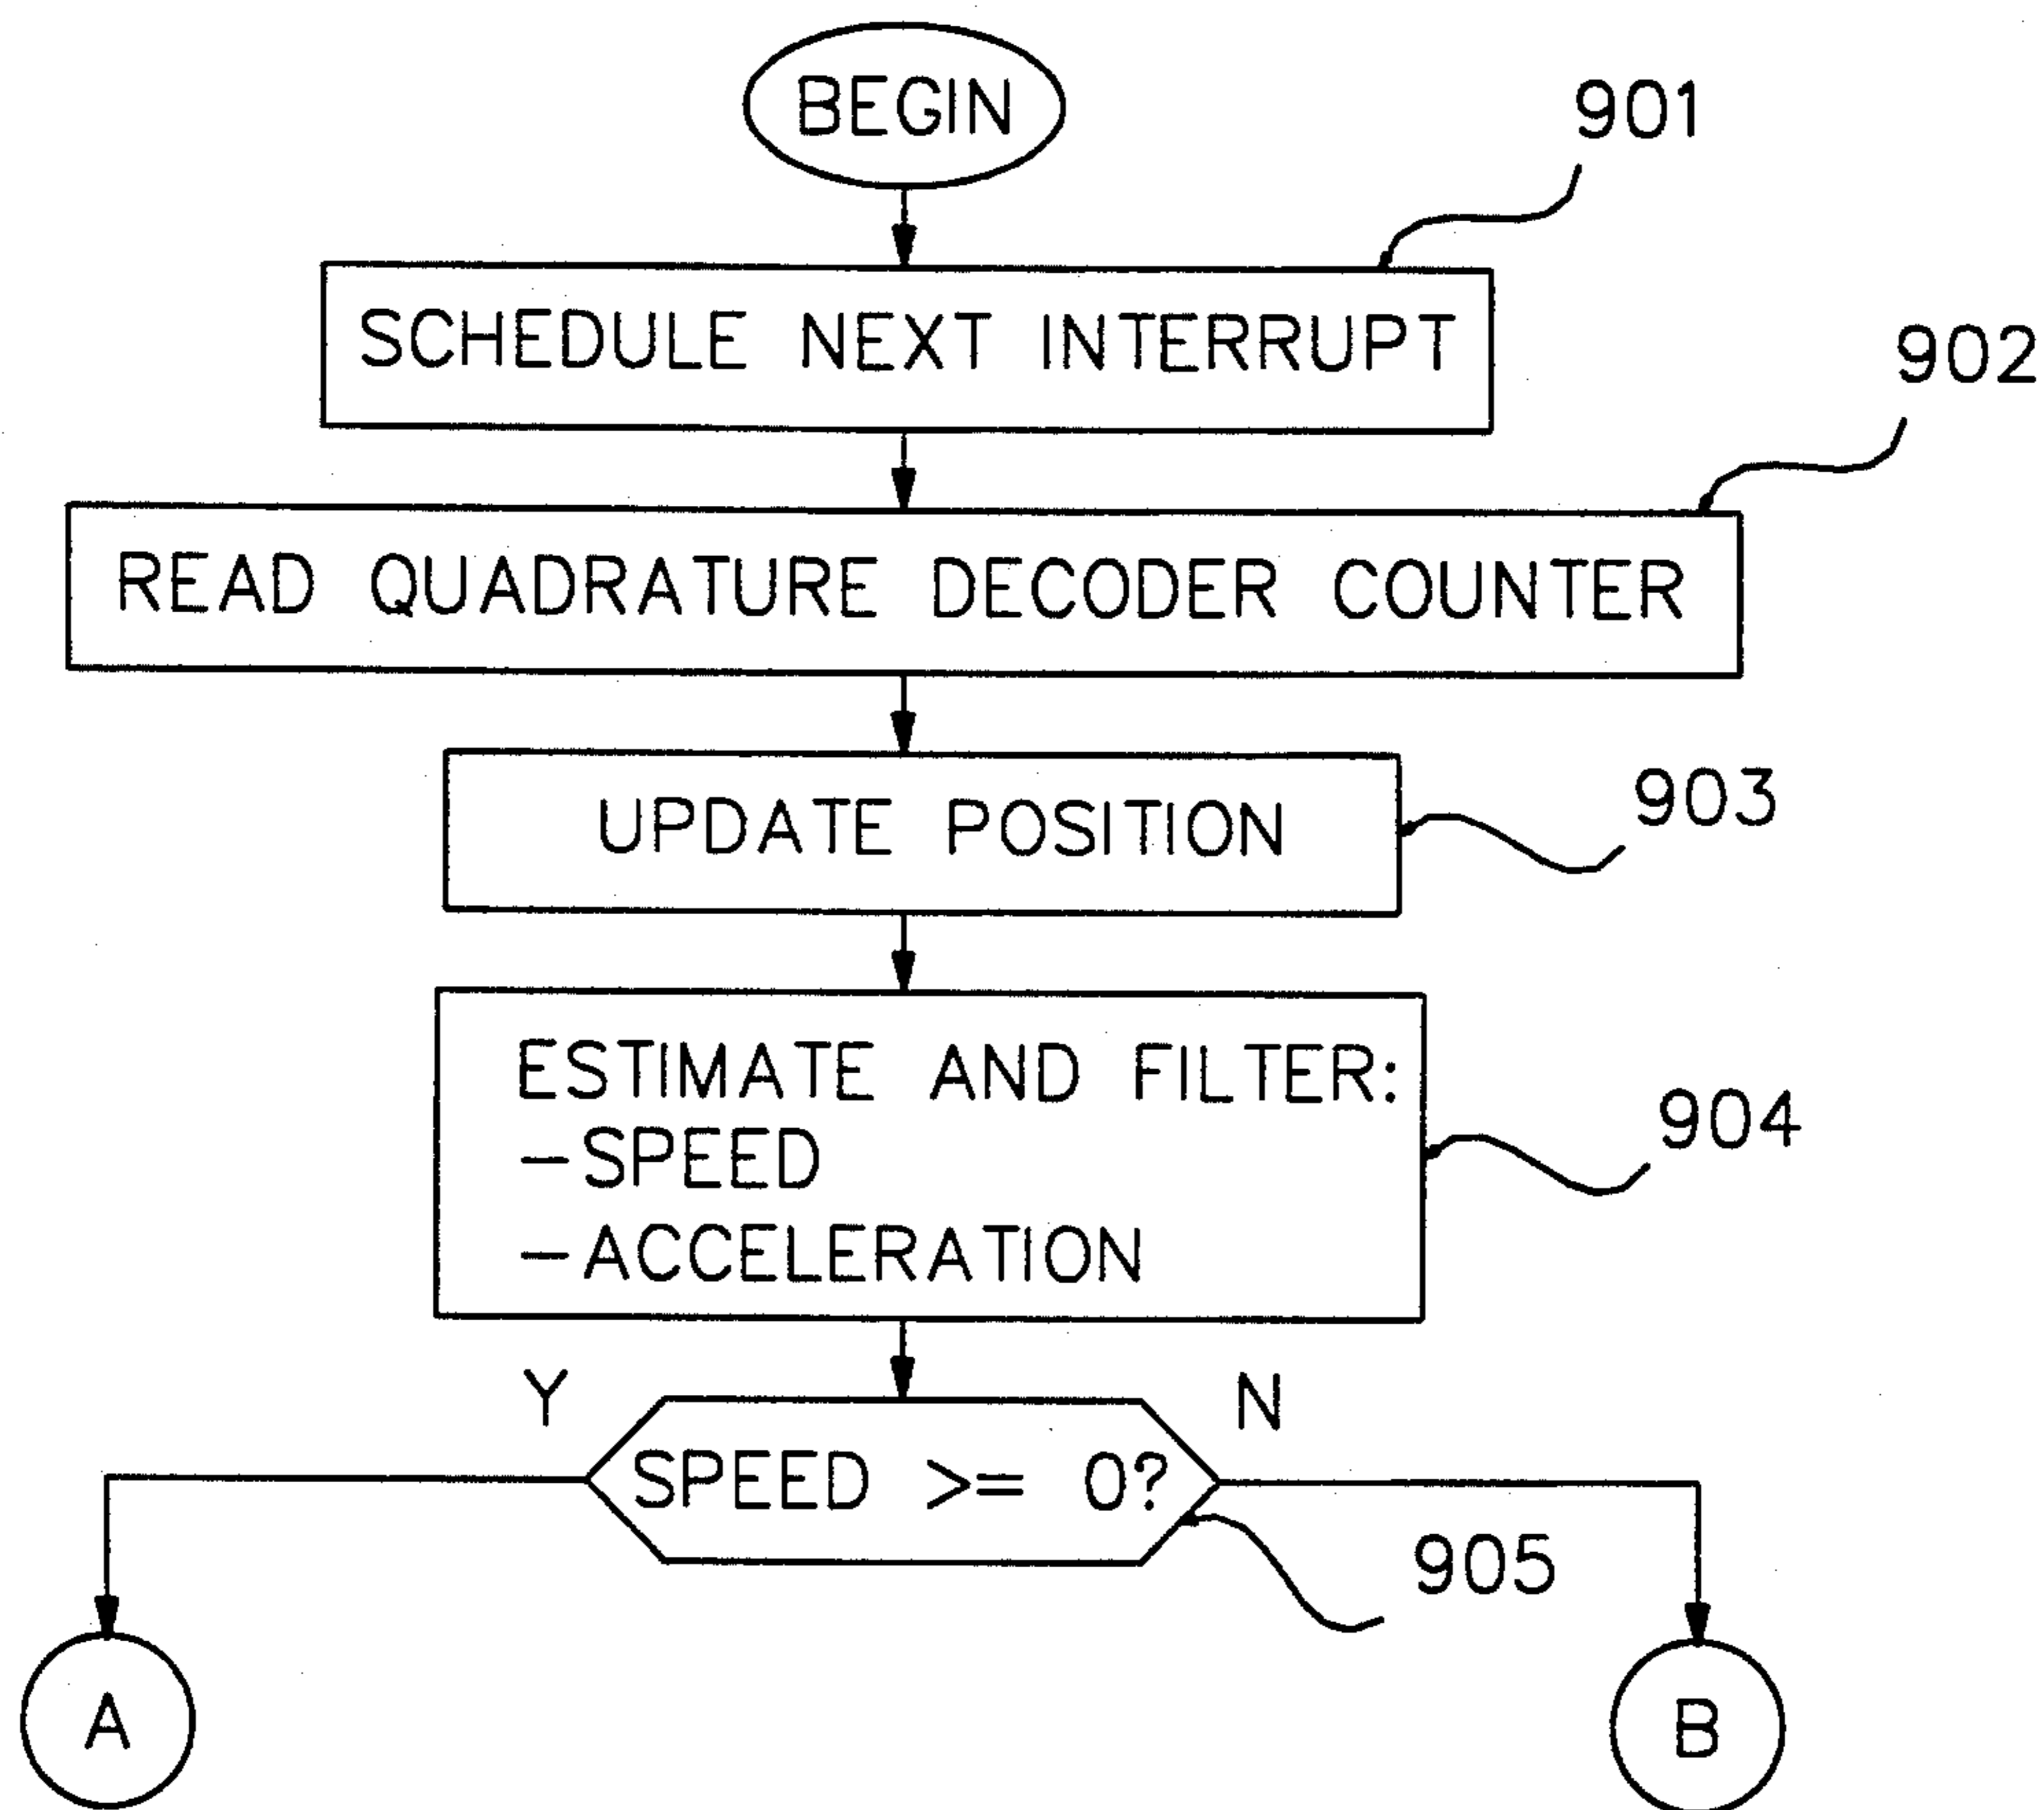 BEGIN
901
SCHEDULE NEXT INTERRUPT
902
READ QUADRATURE DECODER COUNTER
903
UPDATE POSITION
904
ESTIMATE AND FILTER:
-SPEED
-ACCELERATION
Y
N
SPEED >= 0?
905
A
B